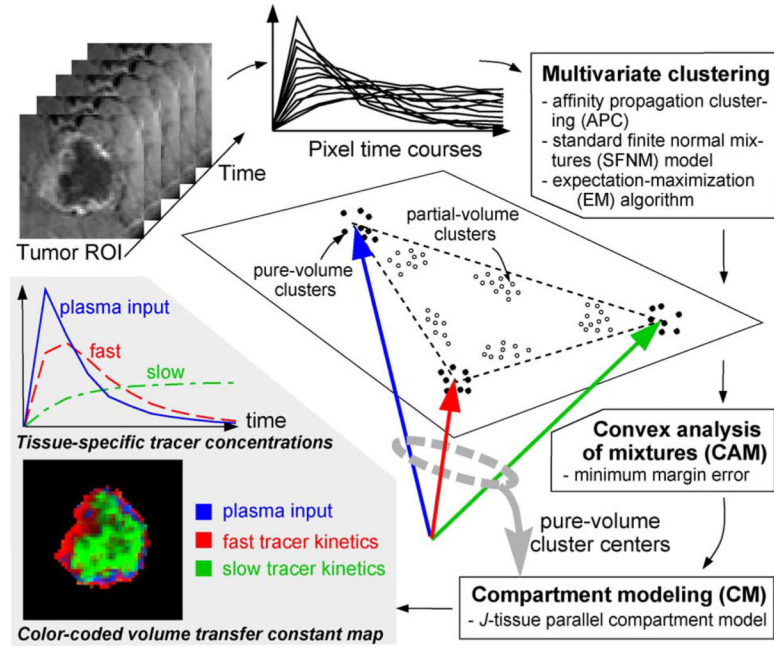 Tumor ROI
Time
Pixel time courses
Multivariate clustering
- affinity propagation cluster-
ing (APC)
- standard finite normal mix-
tures (SFNM) model
- expectation-maximization
(EM) algorithm
partial-volume
clusters
pure-volume
clusters
Convex analysis
of mixtures (CAM)
- minimum margin error
pure-volume
cluster centers
Compartment modeling (CM)
- J-tissue parallel compartment model
plasma input
fast
slow
time
Tissue-specific tracer concentrations
plasma input
fast tracer kinetics
slow tracer kinetics
Color-coded volume transfer constant map